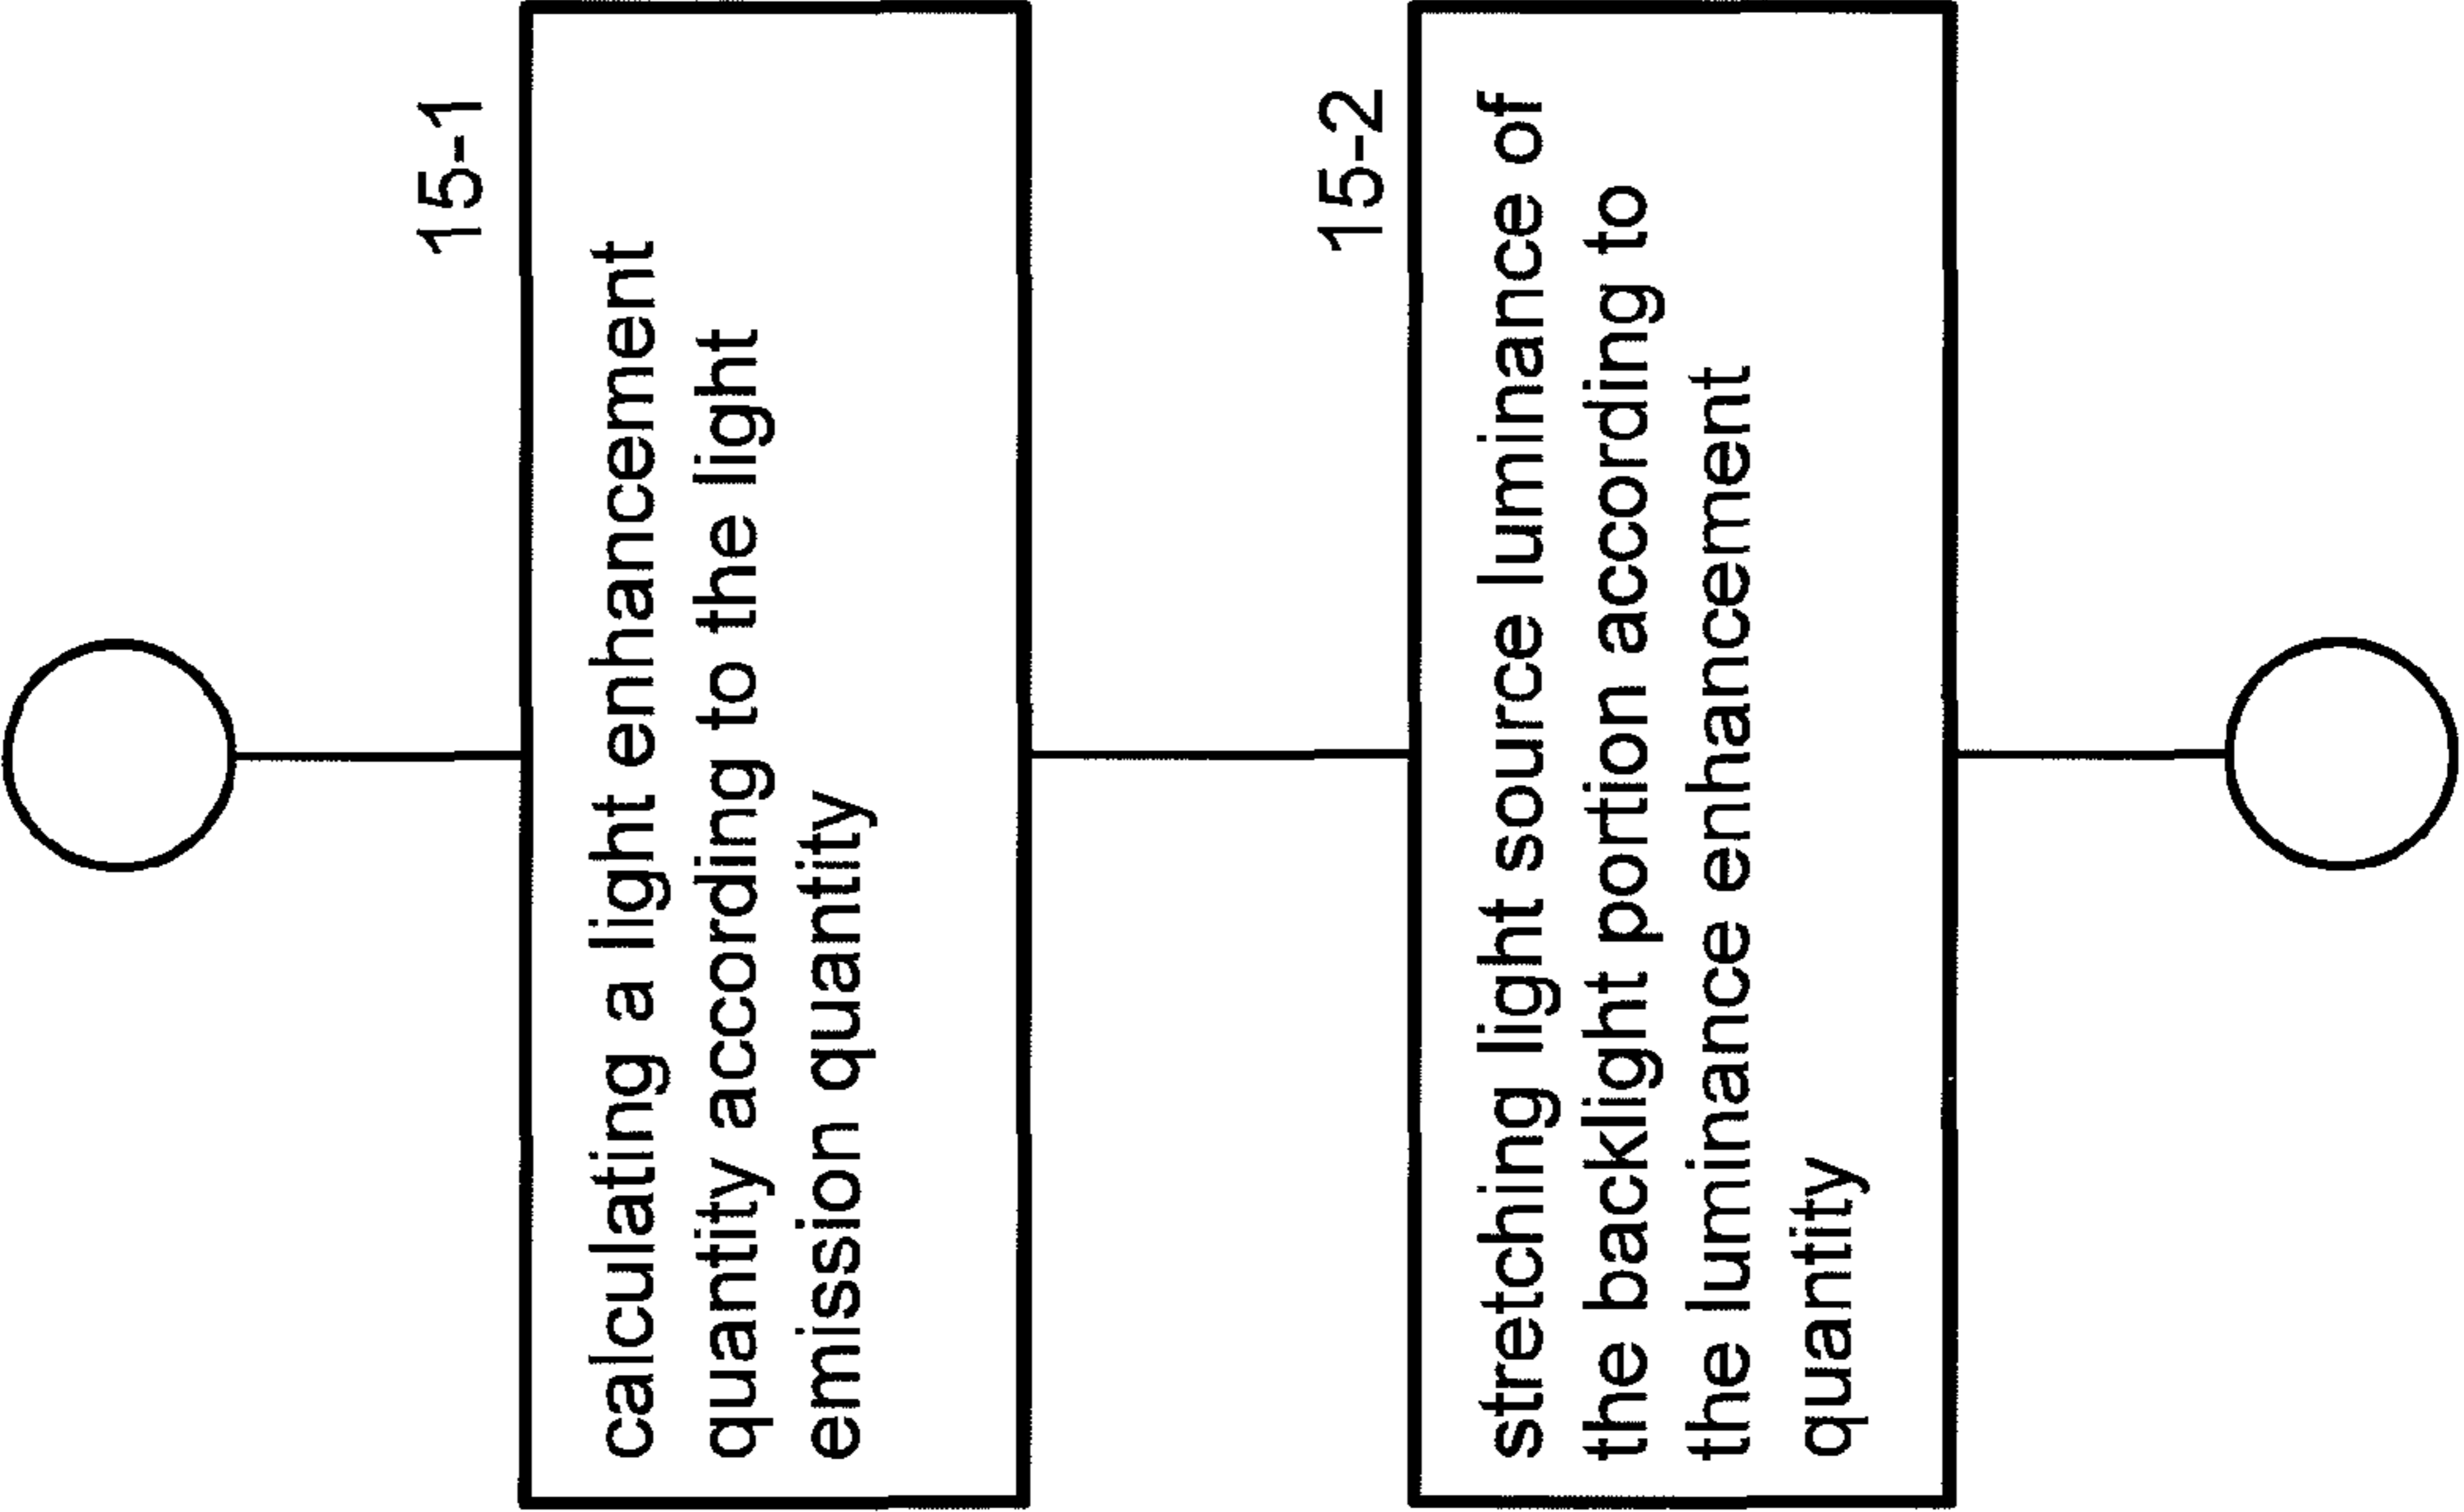 15-1
calculating a light enhancement
quantity according to the light
emission quantity
15-2
stretching light source luminance of
the backlight portion according to
the luminance enhancement
quantity